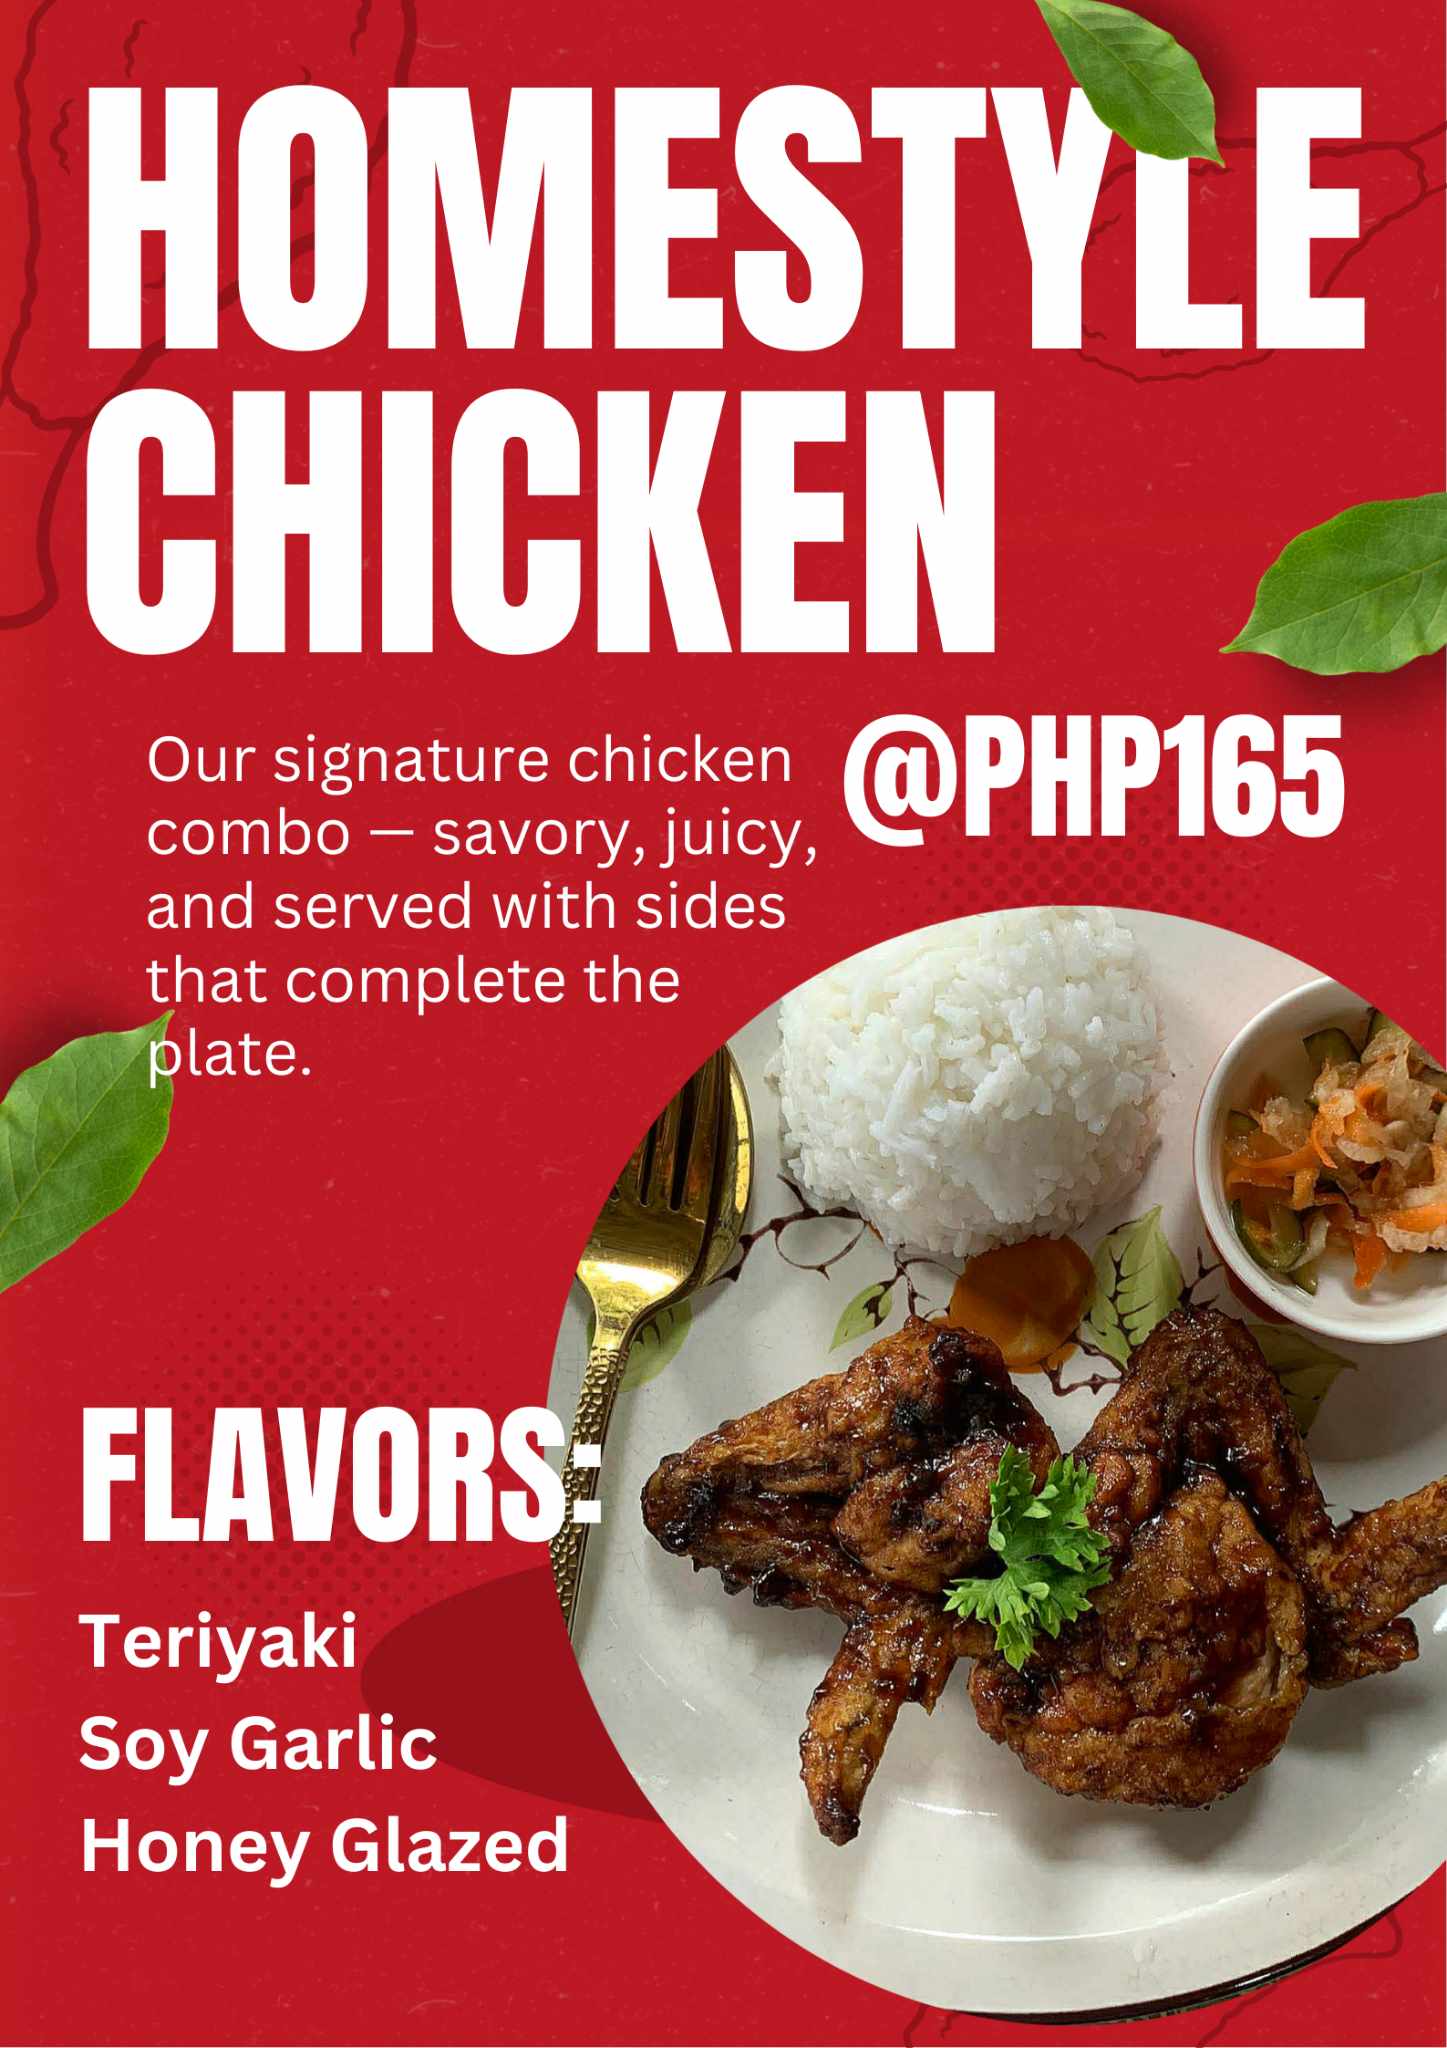 HOMESTYLE
CHICKEN
Our signature chicken
combo — savory, juicy,
and served with sides
that complete the
plate.
@PHP165
FLAVORS:
Teriyaki
Soy Garlic
Honey Glazed